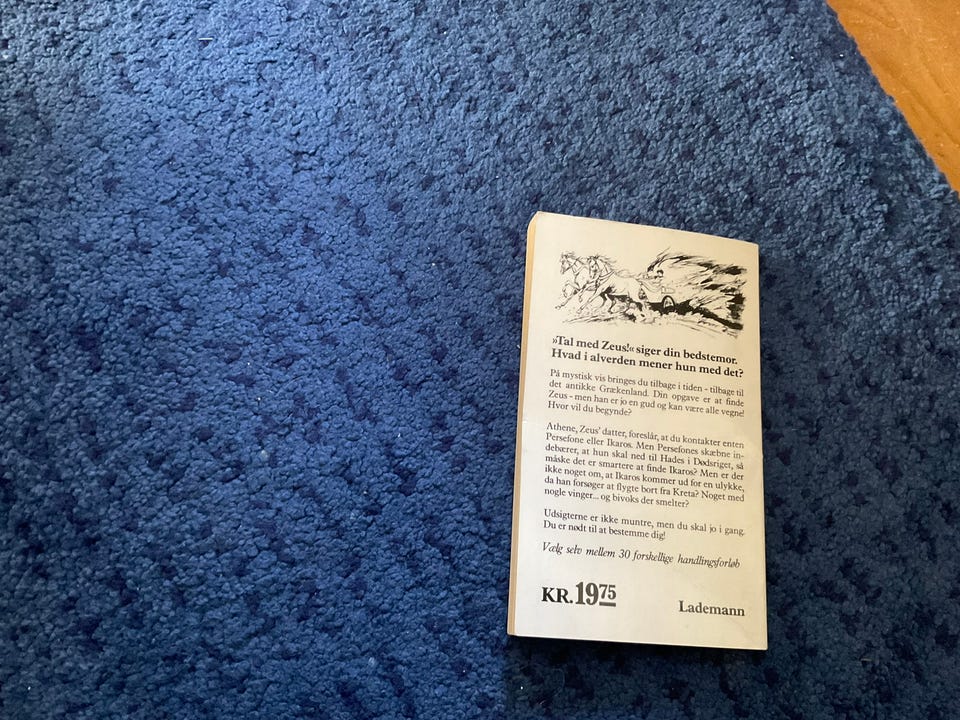 »Tal med Zeus!« siger din bedstemor.
Hvad i alverden mener hun med det?
På mystisk vis bringes du tilbage i tiden - tilbage til
det antikke Grækenland. Din opgave er at finde
Zeus - men han er jo en gud og kan være alle vegne!
Hvor vil du begynde?
Athene, Zeus' datter, foreslår, at du kontakter enten
Persefone eller Ikaros. Men Persefones skæbne in-
debærer, at hun skal ned til Hades i Dødsriget, så
måske det er smartere at finde Ikaros? Men er der
ikke noget om, at Ikaros kommer ud for en ulykke,
da han forsøger at flygte bort fra Kreta? Noget med
nogle vinger... og bivoks der smelter?
Udsigterne er ikke muntre, men du skal jo i gang.
Du er nødt til at bestemme dig!
Vælg selv mellem 30 forskellige handlingsforløb
KR. 19 75
Lademann